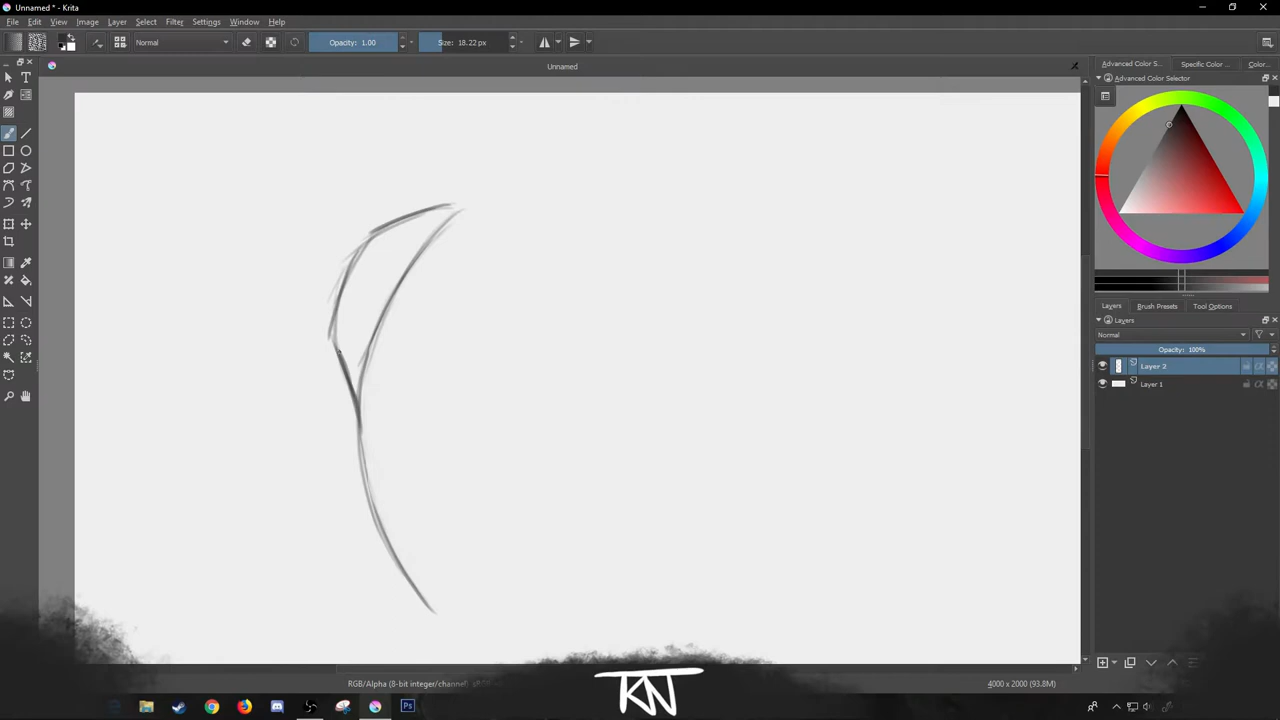 Unnamed * - Krita
File Edit View Image Layer Select Filter Settings Window Help
Normal Opacity: 1.00 Size: 18.22 px
Unnamed
Advanced Color S... Specific Color ... Color...
Advanced Color Selector
Layers Brush Presets Tool Options
Layers
Normal
Opacity: 100%
Layer 2
Layer 1
RGB/Alpha (8-bit integer/channel) 4000 x 2000 (93.8M)
KN
Ps